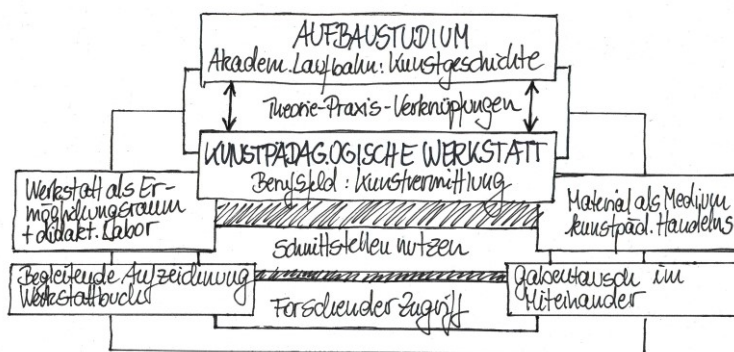 AUFBAUSTUDIUM
Akadem. Laufbahn: Kunstgeschichte
Theorie-Praxis-Verknüpfungen
KUNSTPÄDAGOGISCHE WERKSTATT
Berufsfeld: Kunstvermittlung
Werkstatt als Er-
möglichungsraum
+ didakt. Labor
Material als Medium
kunstpäd. Handelns
Schnittstellen nutzen
Begleitende Aufzeichnung
Werkstattbuch
Gabentausch im
Miteinander
Forschender Zugriff